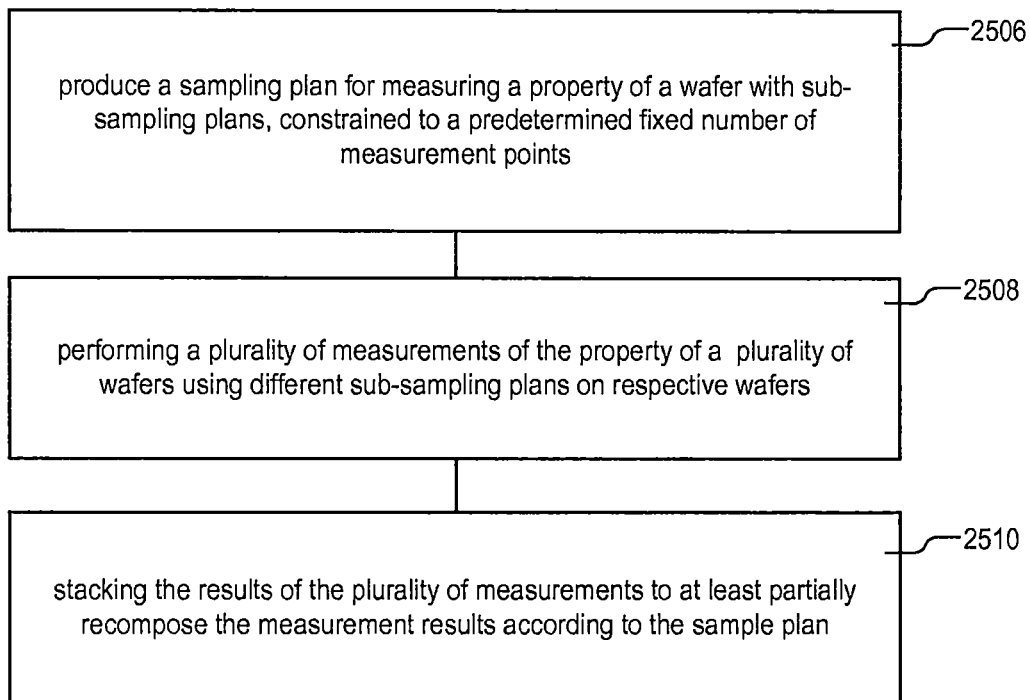 2506
produce a sampling plan for measuring a property of a wafer with sub-
sampling plans, constrained to a predetermined fixed number of
measurement points
2508
performing a plurality of measurements of the property of a plurality of
wafers using different sub-sampling plans on respective wafers
2510
stacking the results of the plurality of measurements to at least partially
recompose the measurement results according to the sample plan